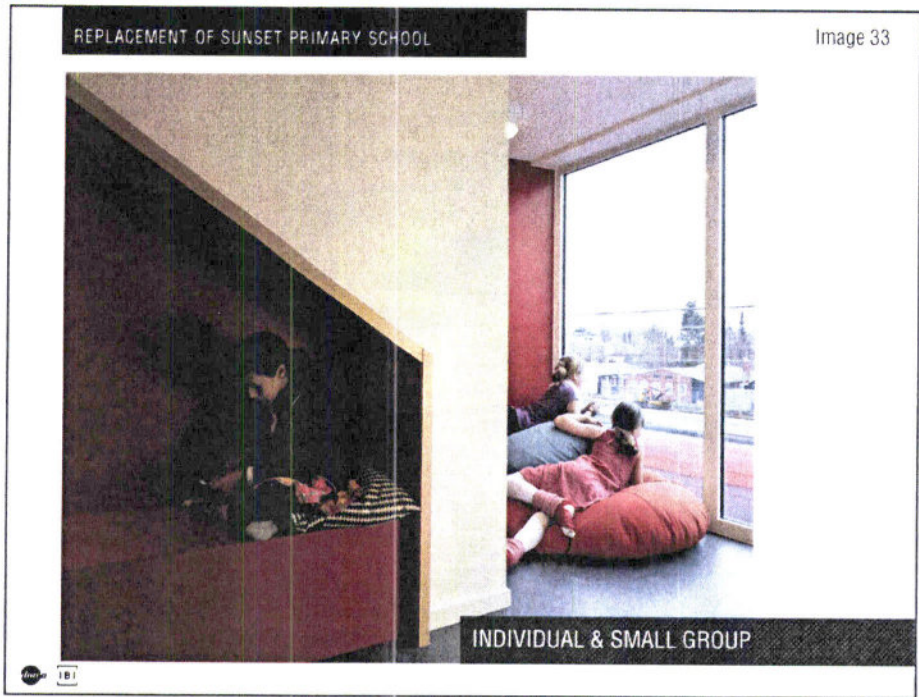 REPLACEMENT OF SUNSET PRIMARY SCHOOL
Image 33
INDIVIDUAL & SMALL GROUP
IBI